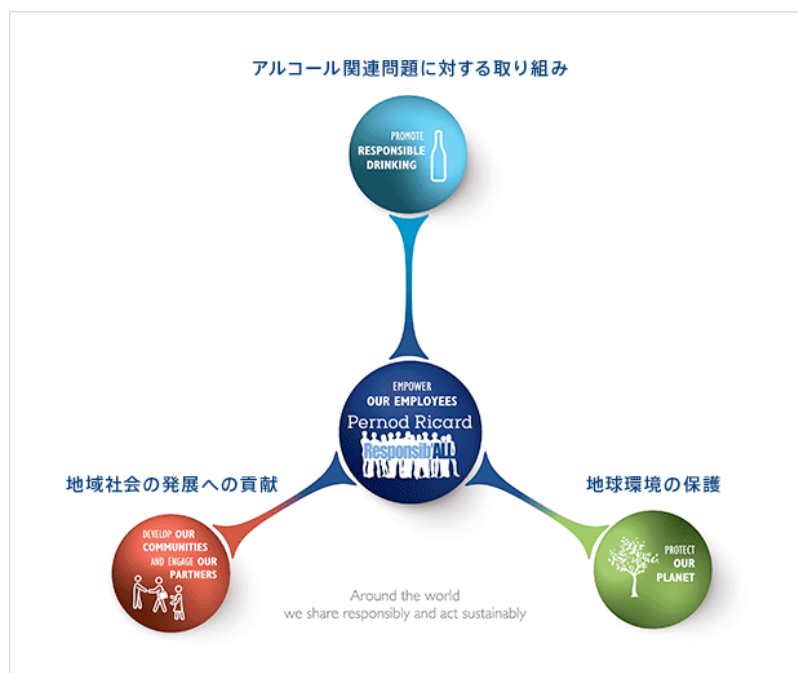 アルコール関連問題に対する取り組み
PROMOTE
RESPONSIBLE
DRINKING
EMPOWER
OUR EMPLOYEES
Pernod Ricard
Responsib'ALL
地域社会の発展への貢献
地球環境の保護
DEVELOP OUR
COMMUNITIES
AND ENGAGE OUR
PARTNERS
PROTECT
OUR
PLANET
Around the world
we share responsibly and act sustainably